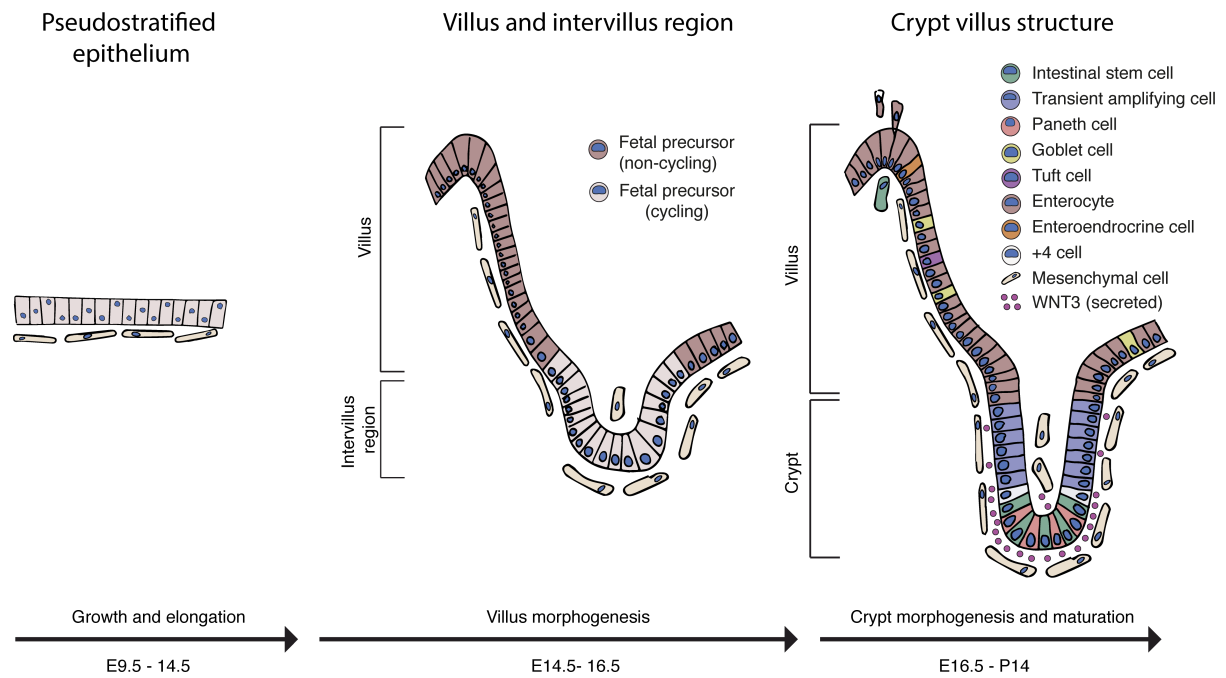 Pseudostratified
epithelium
Villus and intervillus region
Crypt villus structure
Villus
Intervillus
region
Fetal precursor
(non-cycling)
Fetal precursor
(cycling)
Villus
Crypt
Intestinal stem cell
Transient amplifying cell
Paneth cell
Goblet cell
Tuft cell
Enterocyte
Enteroendocrine cell
+4 cell
Mesenchymal cell
WNT3 (secreted)
Growth and elongation
E9.5 - 14.5
Villus morphogenesis
E14.5- 16.5
Crypt morphogenesis and maturation
E16.5 - P14